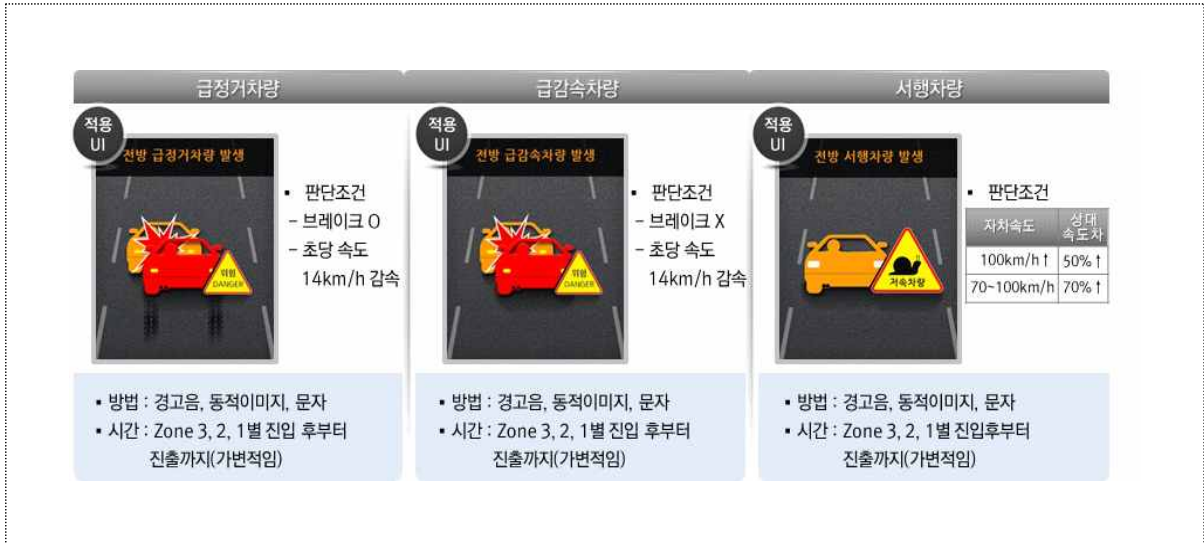 급정거차량
적용
UI
전방 급정거차량 발생
위험
DANGER
▪ 판단조건
– 브레이크 O
– 초당 속도
14km/h 감속
▪ 방법 : 경고음, 동적이미지, 문자
▪ 시간 : Zone 3, 2, 1별 진입 후부터
진출까지(가변적임)
급감속차량
적용
UI
전방 급감속차량 발생
위험
DANGER
▪ 판단조건
– 브레이크 X
– 초당 속도
14km/h 감속
▪ 방법 : 경고음, 동적이미지, 문자
▪ 시간 : Zone 3, 2, 1별 진입 후부터
진출까지(가변적임)
서행차량
적용
UI
전방 서행차량 발생
저속차량
▪ 판단조건
자차속도 상대 속도차
100km/h↑ 50%↑
70~100km/h 70%↑
▪ 방법 : 경고음, 동적이미지, 문자
▪ 시간 : Zone 3, 2, 1별 진입후부터
진출까지(가변적임)